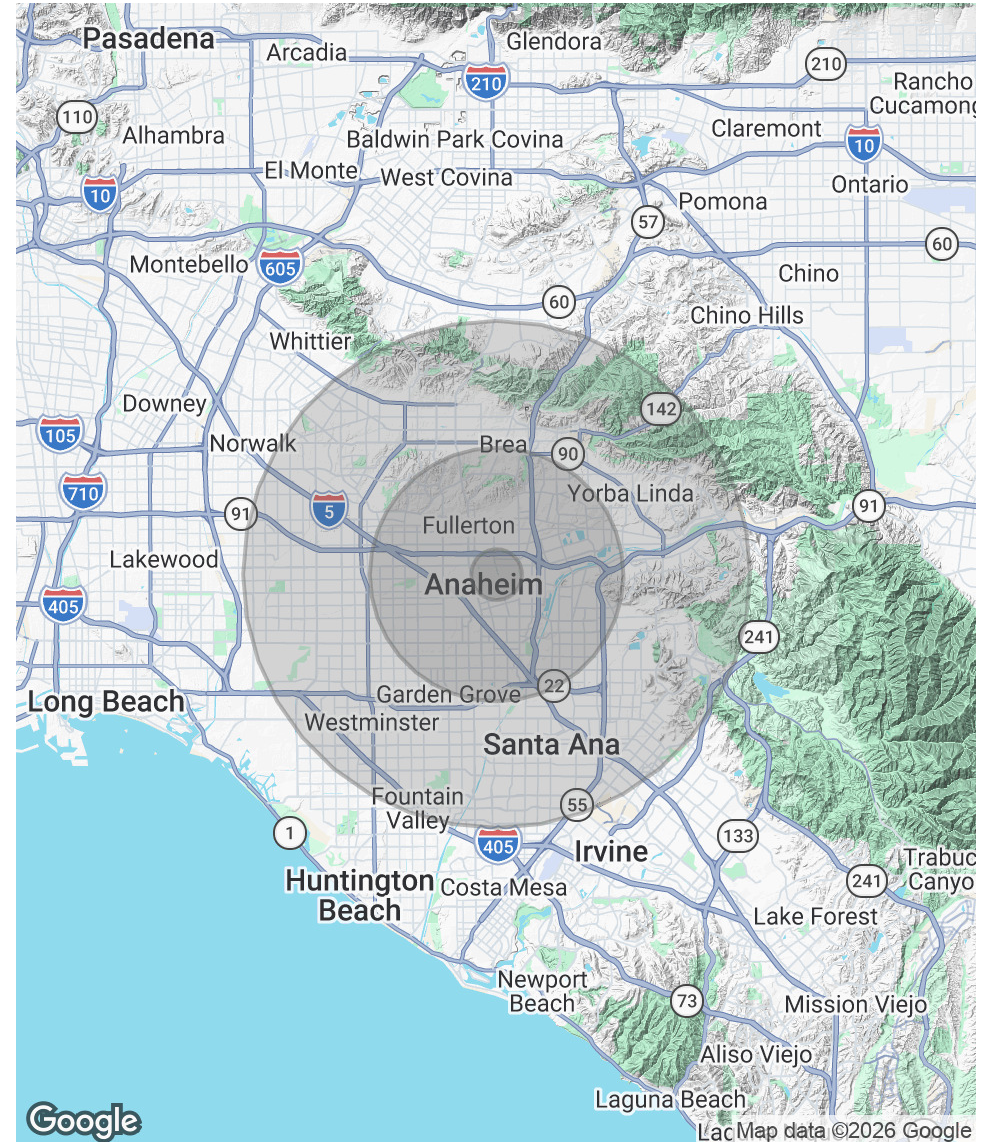 Pasadena
Arcadia
Glendora
210
210
Rancho
Cucamong
110
Alhambra
Baldwin Park
Covina
Claremont
10
El Monte
West Covina
Ontario
10
Pomona
57
60
Montebello
605
Chino
60
Chino Hills
Whittier
Downey
142
105
Norwalk
Brea
90
710
Yorba Linda
5
91
91
Fullerton
Lakewood
Anaheim
405
241
22
Garden Grove
Long Beach
Westminster
Santa Ana
Fountain
Valley
55
1
133
405
Irvine
Trabuc
Canyo
Huntington
Beach
Costa Mesa
241
Lake Forest
Newport
Beach
73
Mission Viejo
Aliso Viejo
Laguna Beach
Google
Map data ©2026 Google